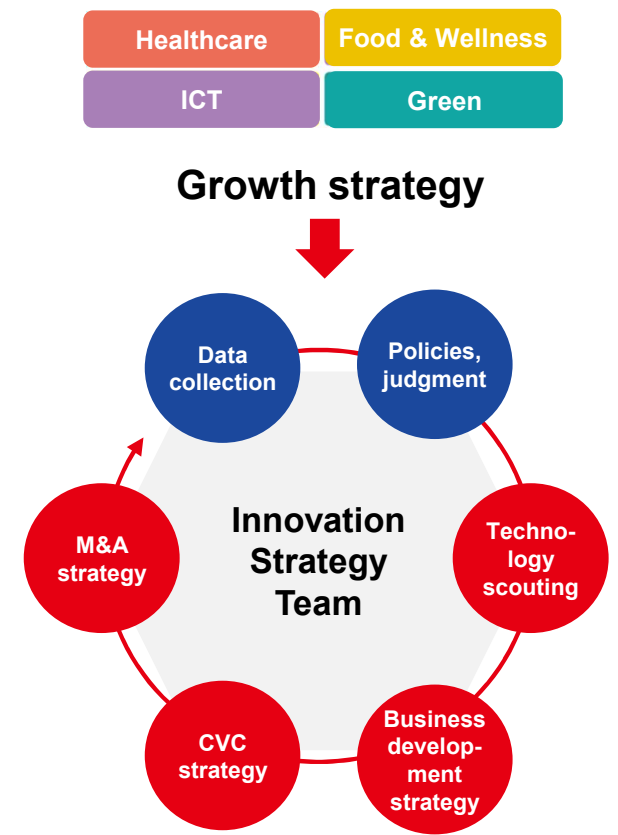 Healthcare
Food & Wellness
ICT
Green
Growth strategy
Data
collection
Policies,
judgment
Innovation
Strategy
Team
M&A
strategy
Techno-
logy
scouting
CVC
strategy
Business
develop-
ment
strategy